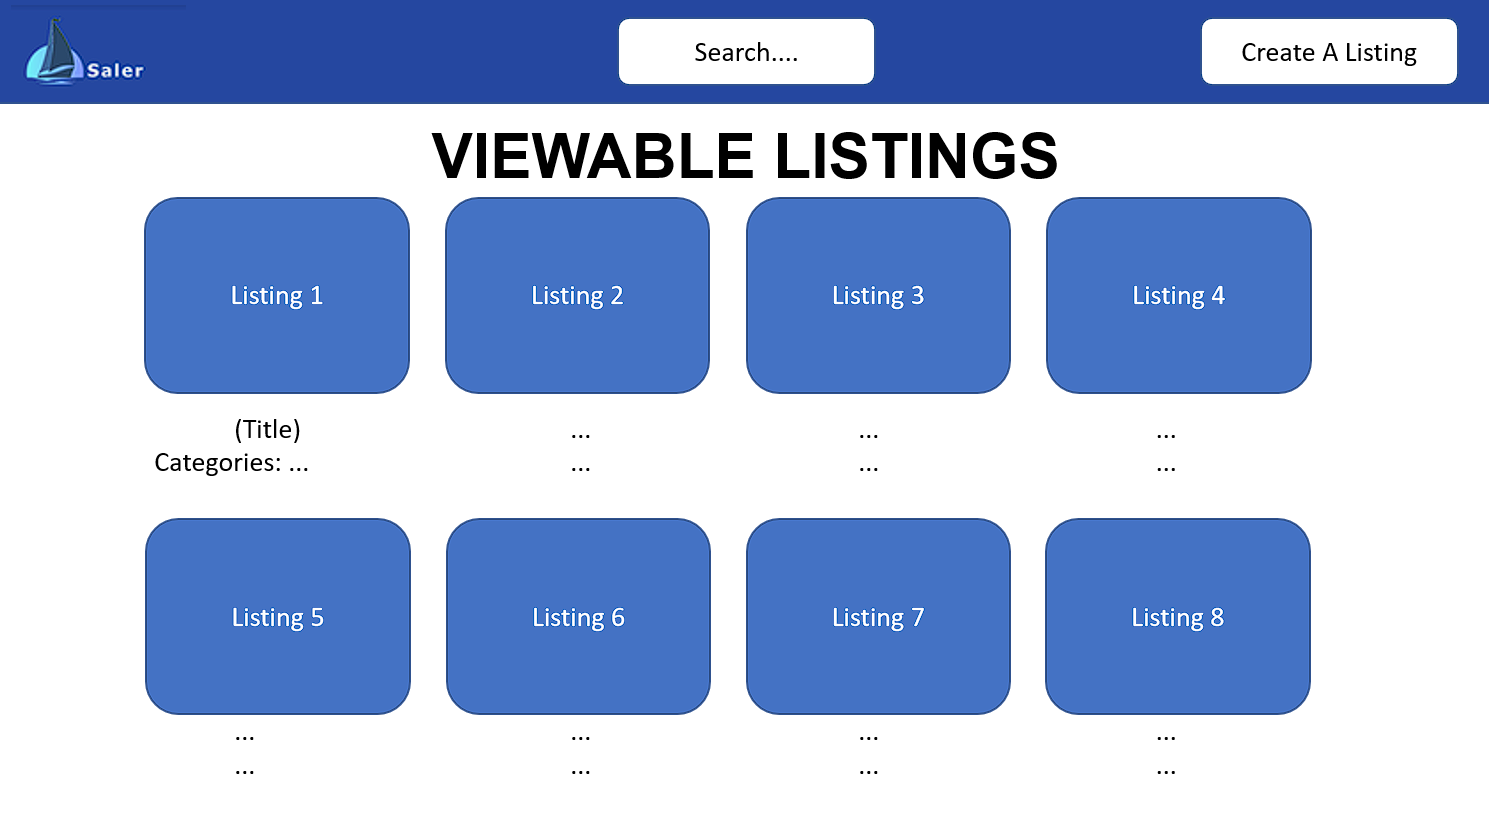 Saler
Search....
Create A Listing
VIEWABLE LISTINGS
Listing 1
Listing 2
Listing 3
Listing 4
(Title)
Categories: ...
...
...
...
...
...
...
Listing 5
Listing 6
Listing 7
Listing 8
...
...
...
...
...
...
...
...